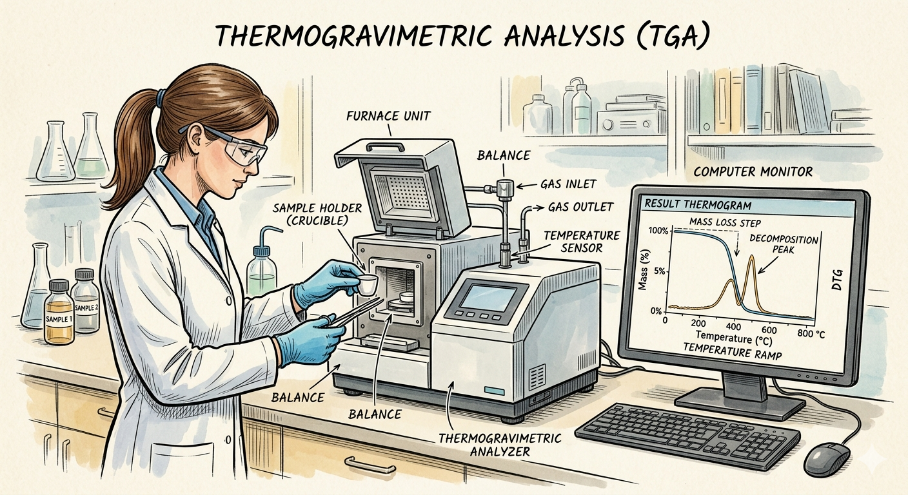 THERMOGRAVIMETRIC ANALYSIS (TGA)
FURNACE UNIT
BALANCE
GAS INLET
GAS OUTLET
TEMPERATURE
SENSOR
SAMPLE HOLDER
(CRUCIBLE)
COMPUTER MONITOR
RESULT THERMOGRAM
MASS LOSS STEP
DECOMPOSITION
PEAK
100%
5%
0%
Mass (%)
DTG
0 200 400 600 800 °C
Temperature (°C)
TEMPERATURE RAMP
SAMPLE 1
SAMPLE 2
BALANCE
BALANCE
THERMOGRAVIMETRIC
ANALYZER